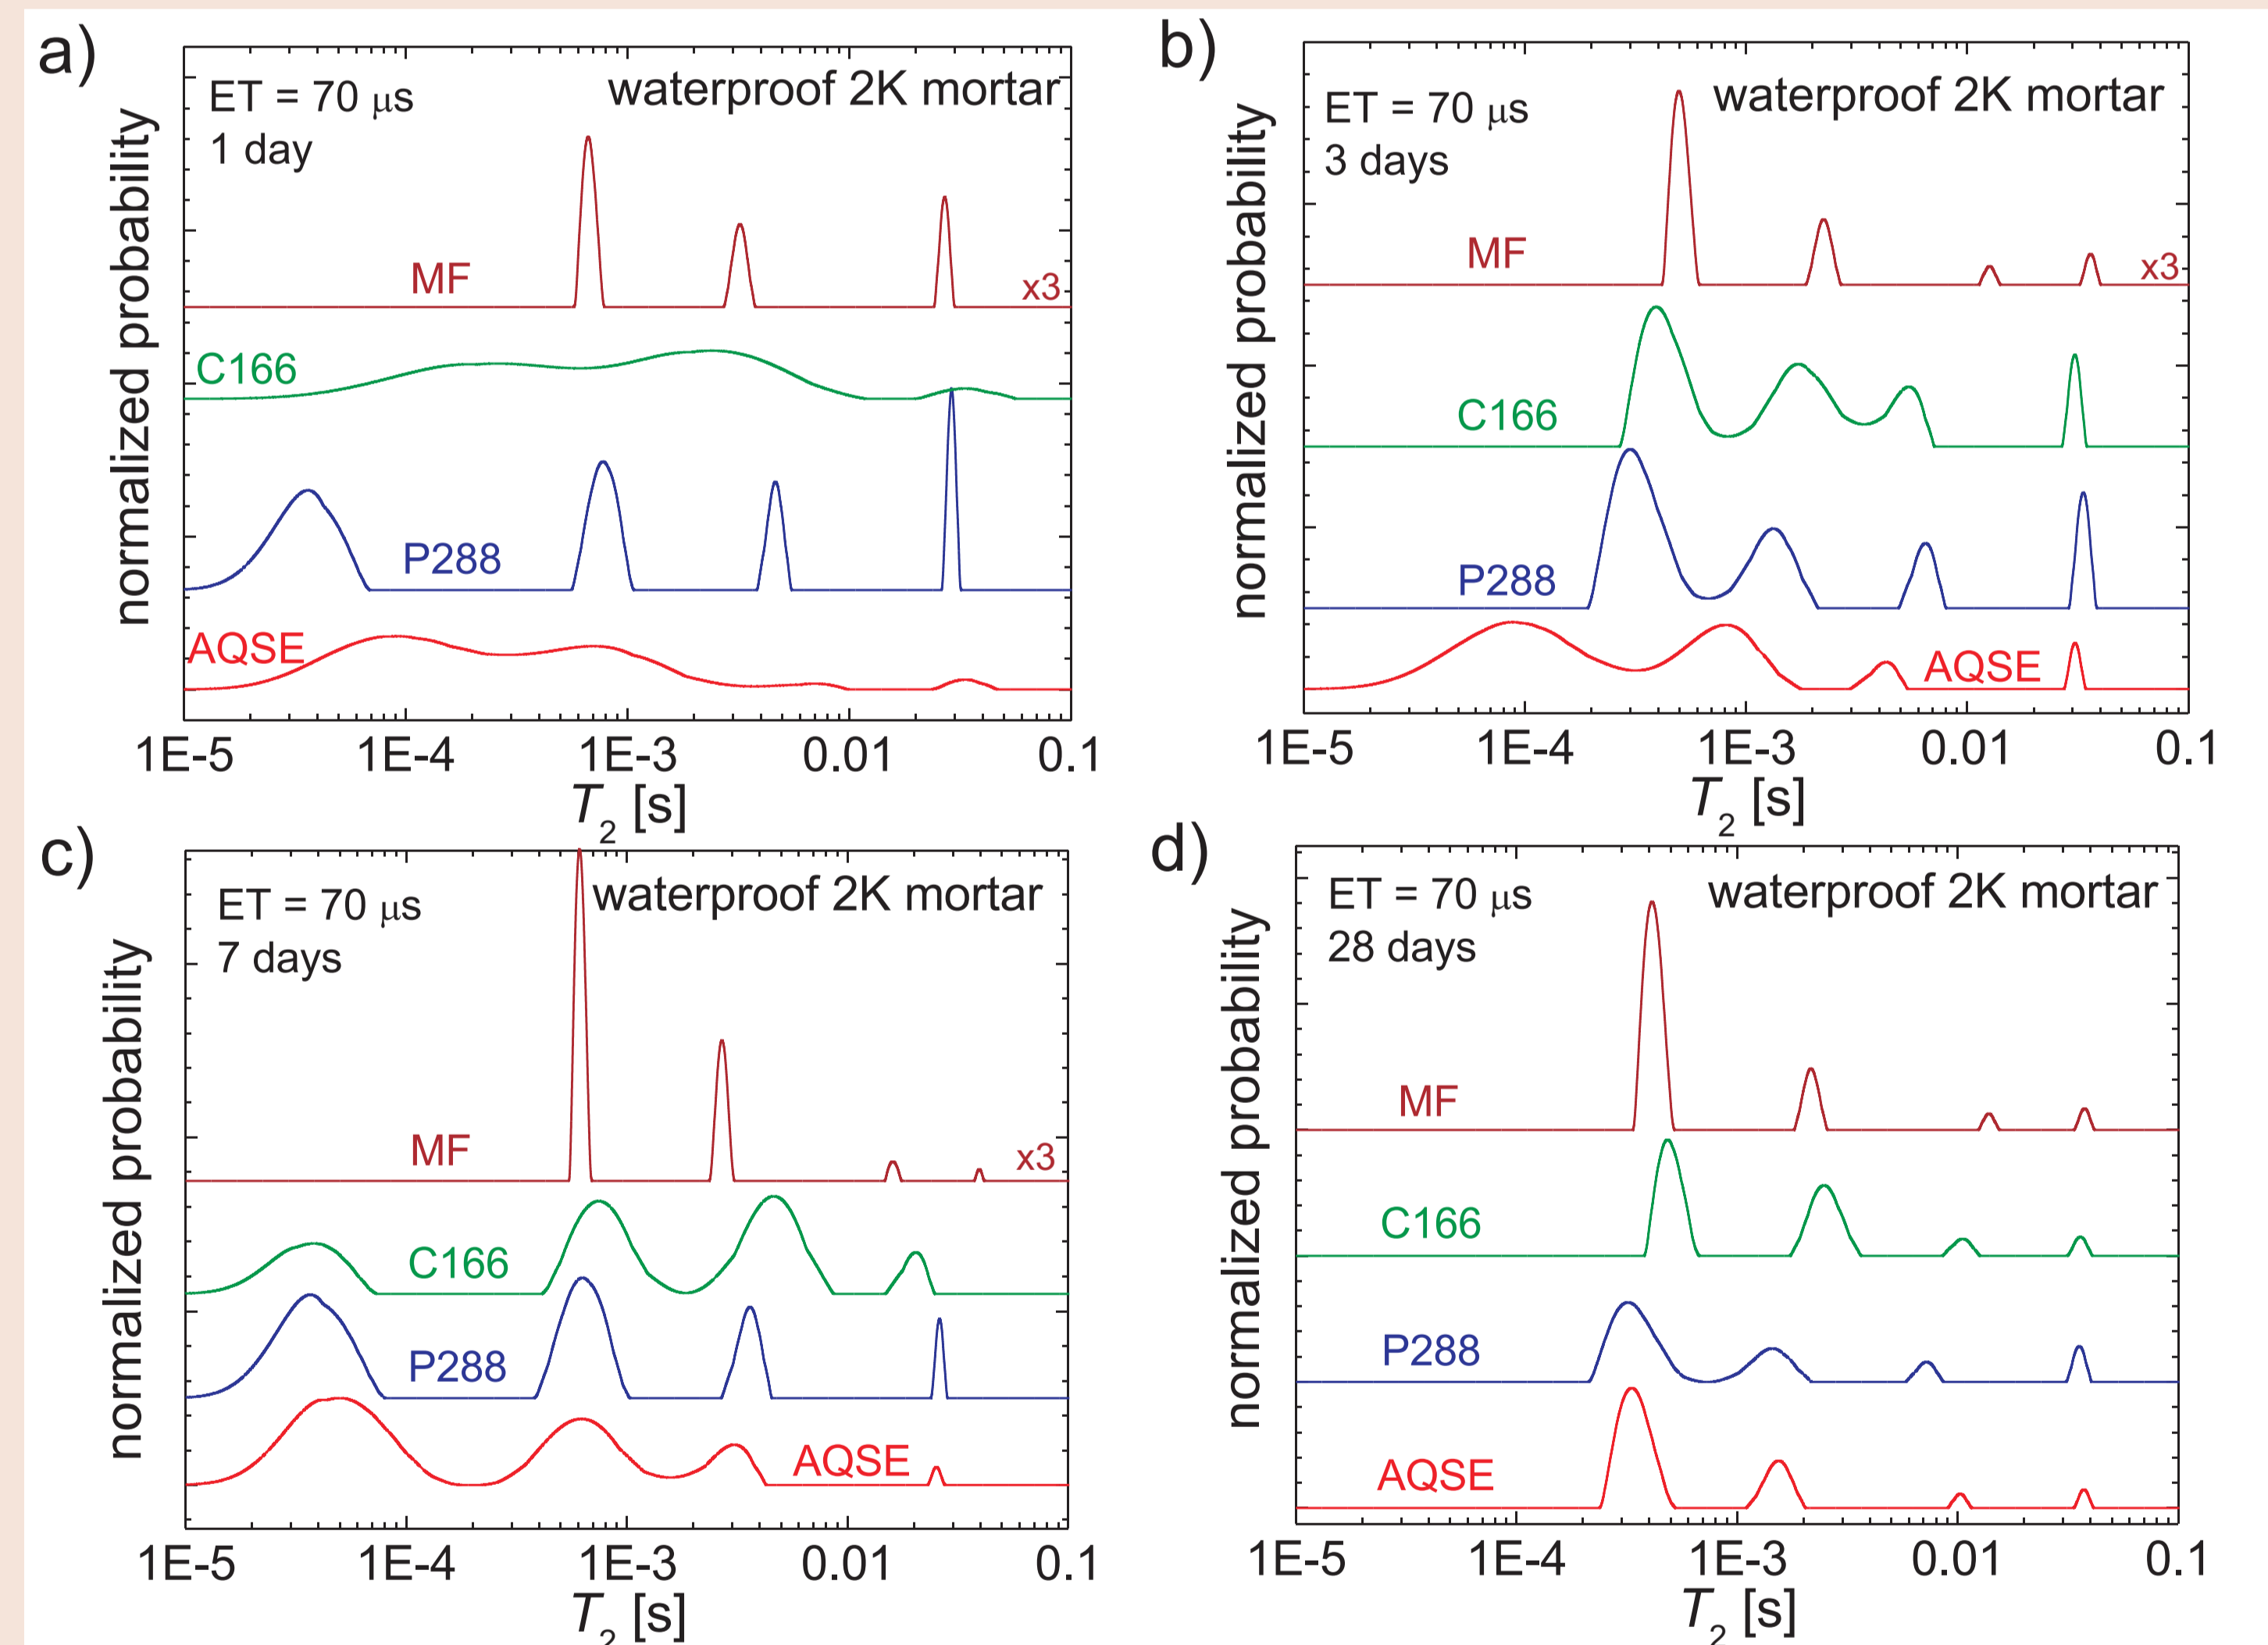 a)
ET = 70 μs
waterproof 2K mortar
1 day
normalized probability
MF
x3
C166
P288
AQSE
1E-5
1E-4
1E-3
0.01
0.1
T2 [s]
b)
ET = 70 μs
waterproof 2K mortar
3 days
normalized probability
MF
x3
C166
P288
AQSE
1E-5
1E-4
1E-3
0.01
0.1
T2 [s]
c)
ET = 70 μs
waterproof 2K mortar
7 days
normalized probability
MF
x3
C166
P288
AQSE
1E-5
1E-4
1E-3
0.01
0.1
T2 [s]
d)
ET = 70 μs
waterproof 2K mortar
28 days
normalized probability
MF
C166
P288
AQSE
1E-5
1E-4
1E-3
0.01
0.1
T2 [s]